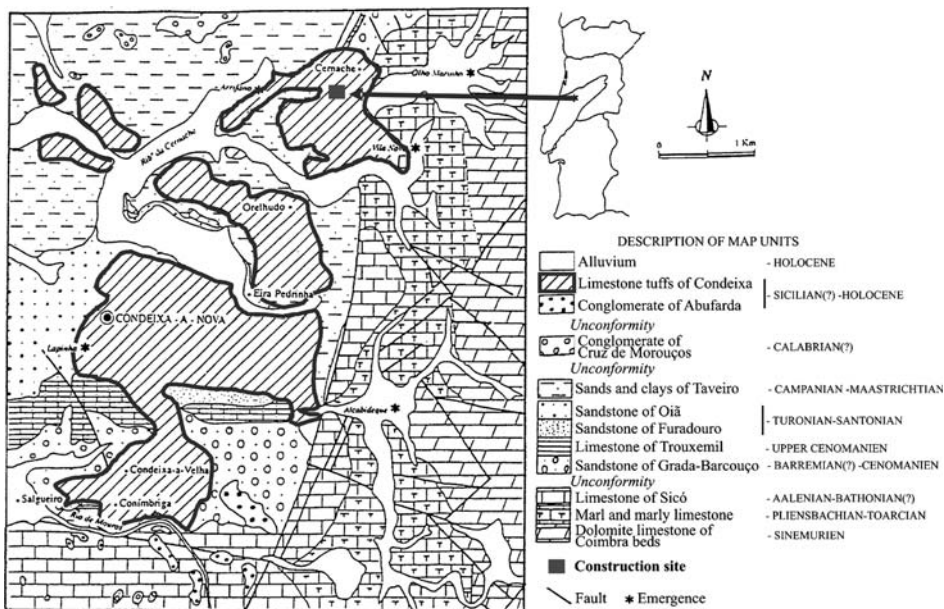 Cernache
Olho Marinho
Arrifana
Ribª de Cernache
Vila Nova
Orelhudo
Eira Pedrinha
CONDEIXA - A - NOVA
Lapinha
Alcabideque
Condeixa-a-Velha
Salgueiro
Conimbriga
Rio de Mouros
N
0 1 Km
DESCRIPTION OF MAP UNITS
Alluvium - HOLOCENE
Limestone tuffs of Condeixa
- SICILIAN(?) -HOLOCENE
Conglomerate of Abufarda
Unconformity
Conglomerate of
Cruz de Morouços - CALABRIAN(?)
Unconformity
Sands and clays of Taveiro - CAMPANIAN -MAASTRICHTIAN
Sandstone of Oiã
- TURONIAN-SANTONIAN
Sandstone of Furadouro
Limestone of Trouxemil - UPPER CENOMANIEN
Sandstone of Grada-Barcouço - BARREMIAN(?) -CENOMANIEN
Unconformity
Limestone of Sicó - AALENIAN-BATHONIAN(?)
Marl and marly limestone - PLIENSBACHIAN-TOARCIAN
Dolomite limestone of
Coimbra beds - SINEMURIEN
Construction site
Fault * Emergence